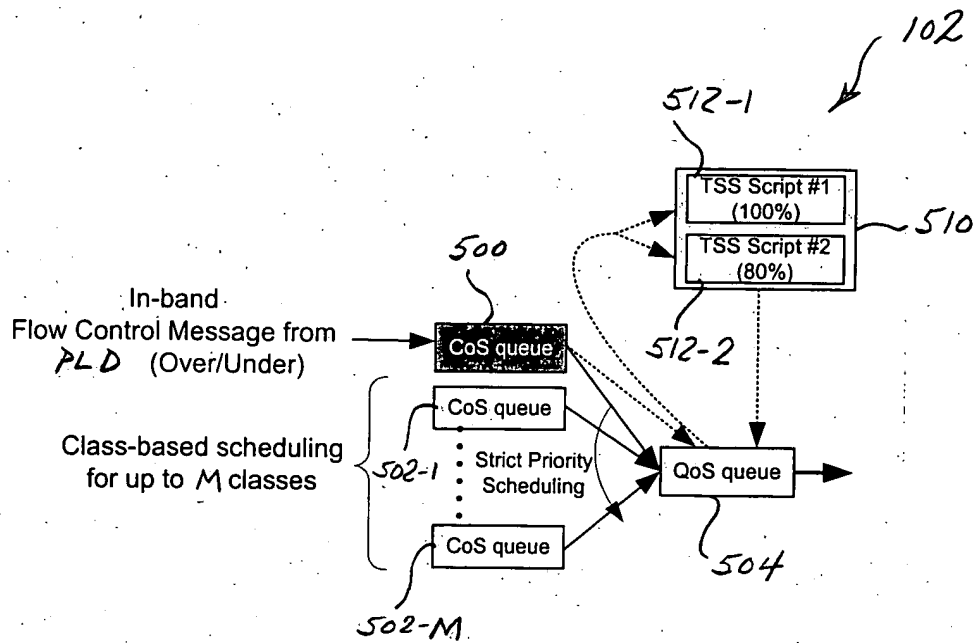 102
512-1
TSS Script #1
(100%)
510
TSS Script #2
(80%)
500
In-band
Flow Control Message from
PLD (Over/Under)
CoS queue
512-2
CoS queue
Class-based scheduling
for up to M classes
502-1
Strict Priority
Scheduling
QoS queue
CoS queue
504
502-M